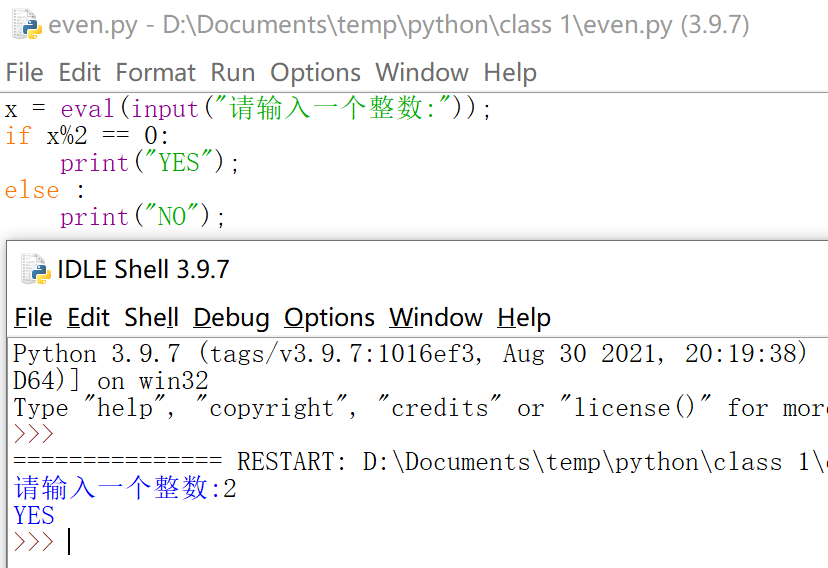 even.py - D:\Documents\temp\python\class 1\even.py (3.9.7)
File Edit Format Run Options Window Help
x = eval(input("请输入一个整数:"));
if x%2 == 0:
    print("YES");
else :
    print("NO");
IDLE Shell 3.9.7
File Edit Shell Debug Options Window Help
Python 3.9.7 (tags/v3.9.7:1016ef3, Aug 30 2021, 20:19:38)
D64)] on win32
Type "help", "copyright", "credits" or "license()" for more
>>>
=============== RESTART: D:\Documents\temp\python\class 1\
请输入一个整数:2
YES
>>>